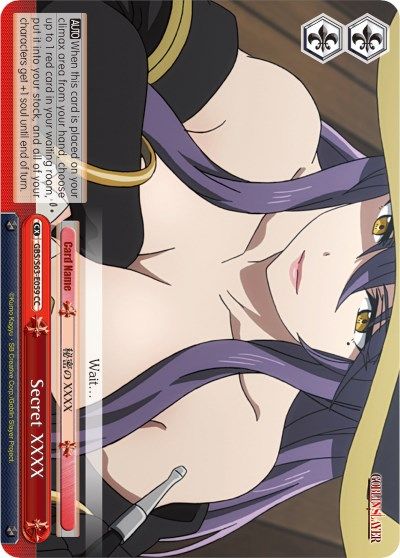 [AUTO] When this card is placed on your
climax area from your hand, choose
up to 1 red card in your waiting room,
put it into your stock, and all of your
characters get +1 soul until end of turn.
Wait...
CX
GBS/S63-E059 CC
Card Name
秘密のXXXX
Secret XXXX
©Kumo Kagyu・SB Creative Corp./Goblin Slayer Project.
GOBLIN SLAYER